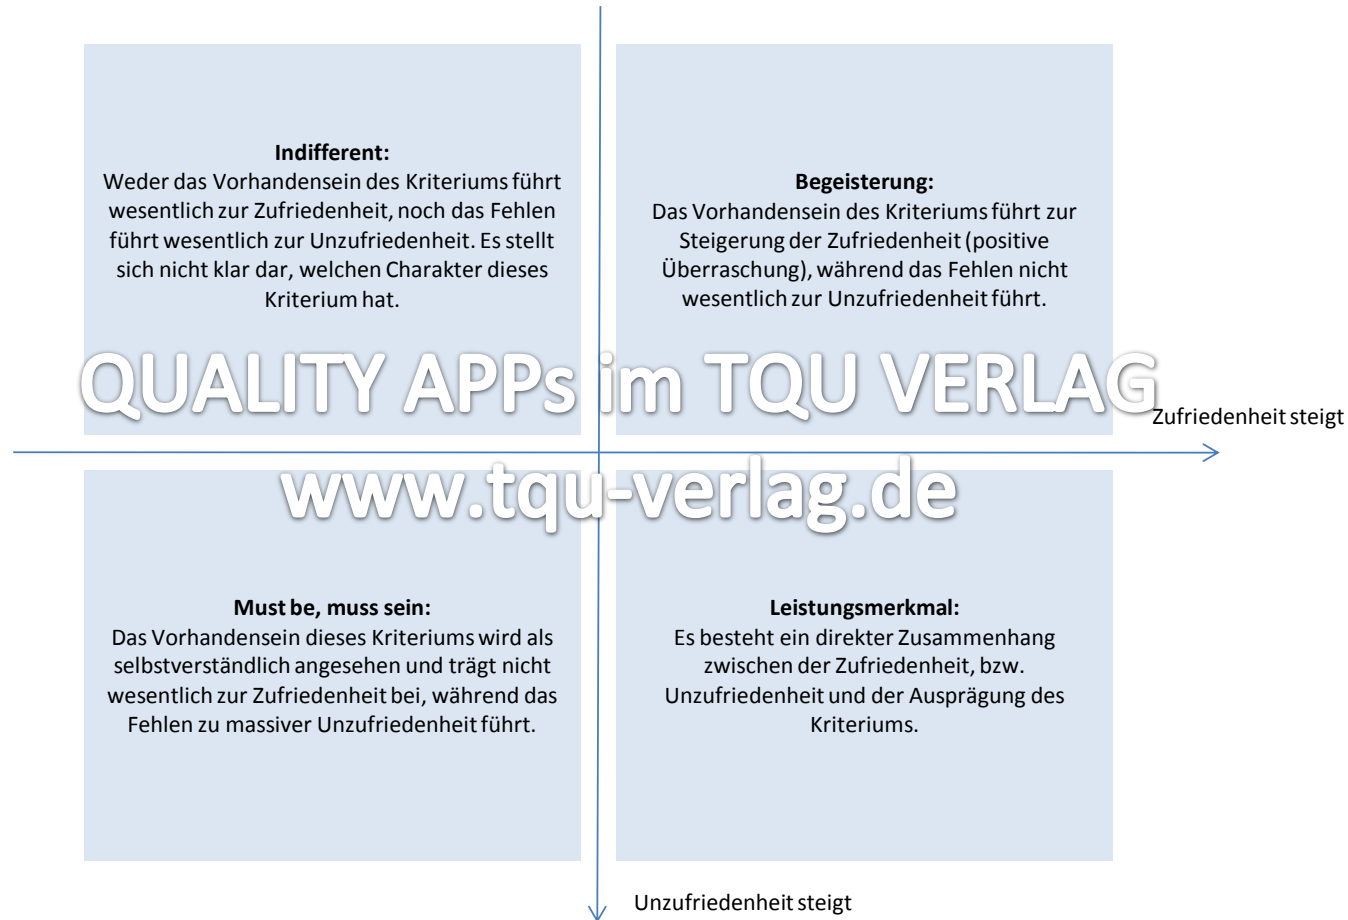 Indifferent:
Weder das Vorhandensein des Kriteriums führt
wesentlich zur Zufriedenheit, noch das Fehlen
führt wesentlich zur Unzufriedenheit. Es stellt
sich nicht klar dar, welchen Charakter dieses
Kriterium hat.
Begeisterung:
Das Vorhandensein des Kriteriums führt zur
Steigerung der Zufriedenheit (positive
Überraschung), während das Fehlen nicht
wesentlich zur Unzufriedenheit führt.
QUALITY APPs im TQU VERLAG
Zufriedenheit steigt
www.tqu-verlag.de
Must be, muss sein:
Das Vorhandensein dieses Kriteriums wird als
selbstverständlich angesehen und trägt nicht
wesentlich zur Zufriedenheit bei, während das
Fehlen zu massiver Unzufriedenheit führt.
Leistungsmerkmal:
Es besteht ein direkter Zusammenhang
zwischen der Zufriedenheit, bzw.
Unzufriedenheit und der Ausprägung des
Kriteriums.
Unzufriedenheit steigt